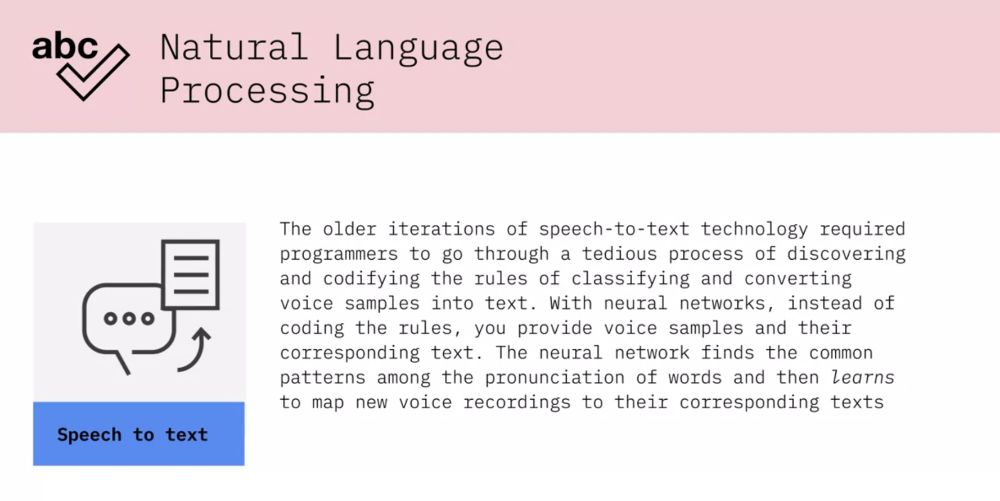 abc
Natural Language
Processing
The older iterations of speech-to-text technology required
programmers to go through a tedious process of discovering
and codifying the rules of classifying and converting
voice samples into text. With neural networks, instead of
coding the rules, you provide voice samples and their
corresponding text. The neural network finds the common
patterns among the pronunciation of words and then learns
to map new voice recordings to their corresponding texts
Speech to text